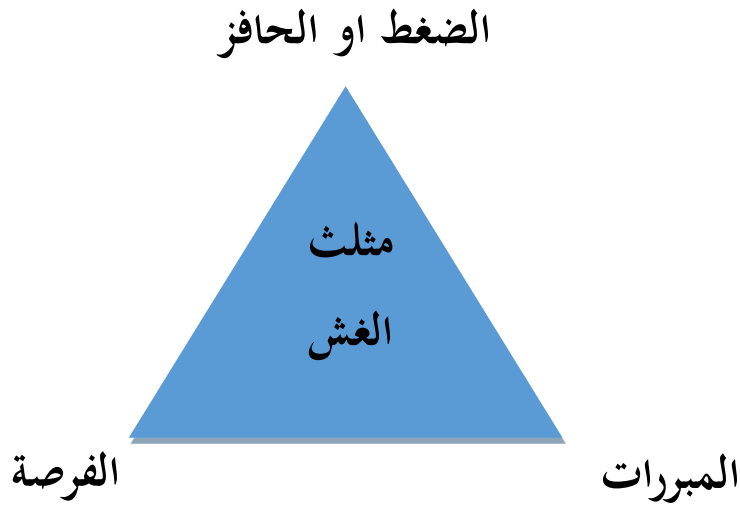 الضغط او الحافز
مثلث
الغش
المبررات
الفرصة